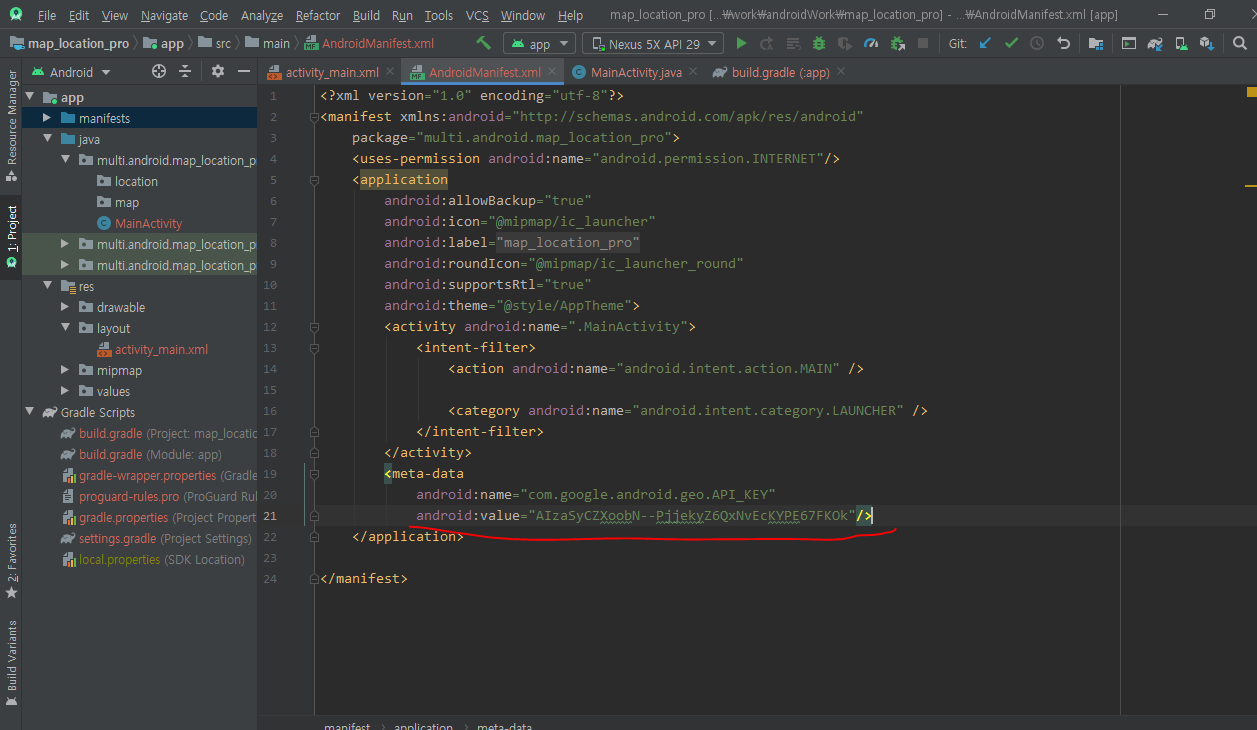 File Edit View Navigate Code Analyze Refactor Build Run Tools VCS Window Help map_location_pro [...₩work₩androidWork₩map_location_pro] - ...₩AndroidManifest.xml [app]
map_location_pro app src main AndroidManifest.xml app Nexus 5X API 29 Git:
Android activity_main.xml AndroidManifest.xml MainActivity.java build.gradle (:app)
Resource Manager
1: Project
2: Favorites
Build Variants
app
manifests
java
multi.android.map_location_p
location
map
MainActivity
multi.android.map_location_p
multi.android.map_location_p
res
drawable
layout
activity_main.xml
mipmap
values
Gradle Scripts
build.gradle (Project: map_locatic
build.gradle (Module: app)
gradle-wrapper.properties (Gradle
proguard-rules.pro (ProGuard Rul
gradle.properties (Project Propert
settings.gradle (Project Settings)
local.properties (SDK Location)
1 <?xml version="1.0" encoding="utf-8"?>
2 <manifest xmlns:android="http://schemas.android.com/apk/res/android"
3 package="multi.android.map_location_pro">
4 <uses-permission android:name="android.permission.INTERNET"/>
5 <application
6 android:allowBackup="true"
7 android:icon="@mipmap/ic_launcher"
8 android:label="map_location_pro"
9 android:roundIcon="@mipmap/ic_launcher_round"
10 android:supportsRtl="true"
11 android:theme="@style/AppTheme">
12 <activity android:name=".MainActivity">
13 <intent-filter>
14 <action android:name="android.intent.action.MAIN" />
15
16 <category android:name="android.intent.category.LAUNCHER" />
17 </intent-filter>
18 </activity>
19 <meta-data
20 android:name="com.google.android.geo.API_KEY"
21 android:value="AIzaSyCZXoobN--PjjekyZ6QxNvEcKYPE67FKOk"/>
22 </application>
23
24 </manifest>
manifest application meta-data